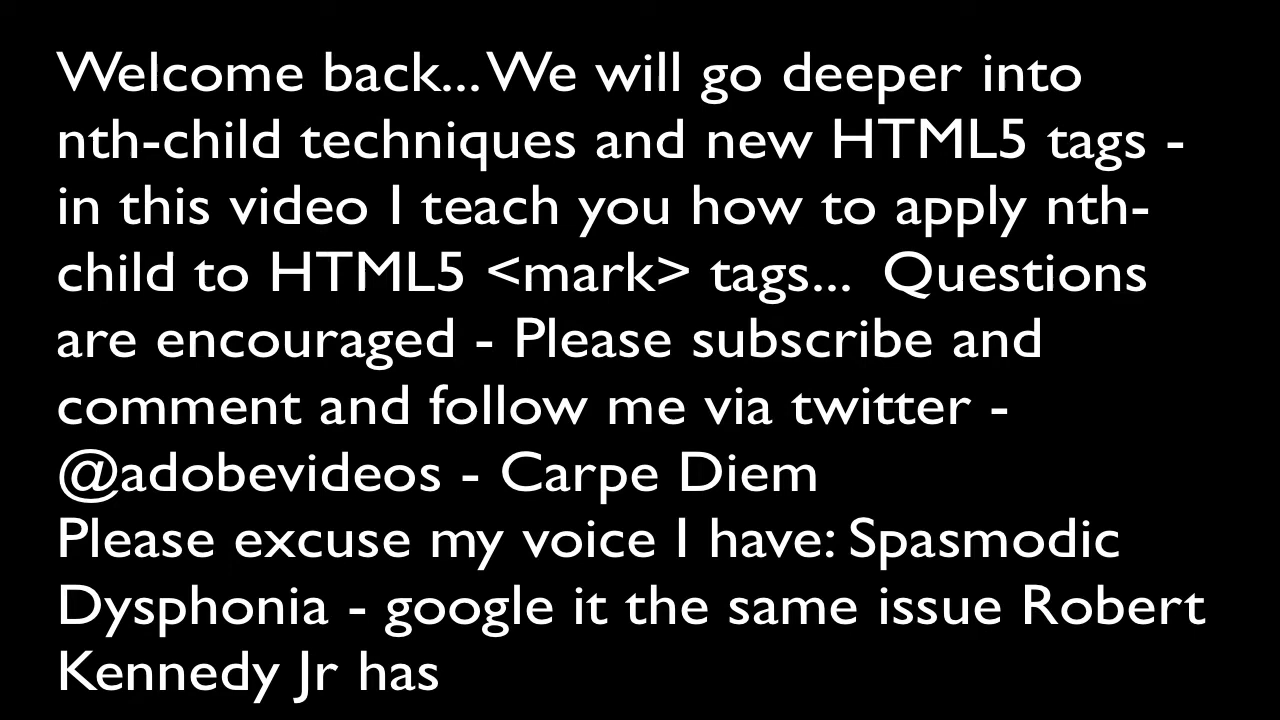 Welcome back... We will go deeper into
nth-child techniques and new HTML5 tags -
in this video I teach you how to apply nth-
child to HTML5 <mark> tags...  Questions
are encouraged - Please subscribe and
comment and follow me via twitter -
@adobevideos - Carpe Diem
Please excuse my voice I have: Spasmodic
Dysphonia - google it the same issue Robert
Kennedy Jr has